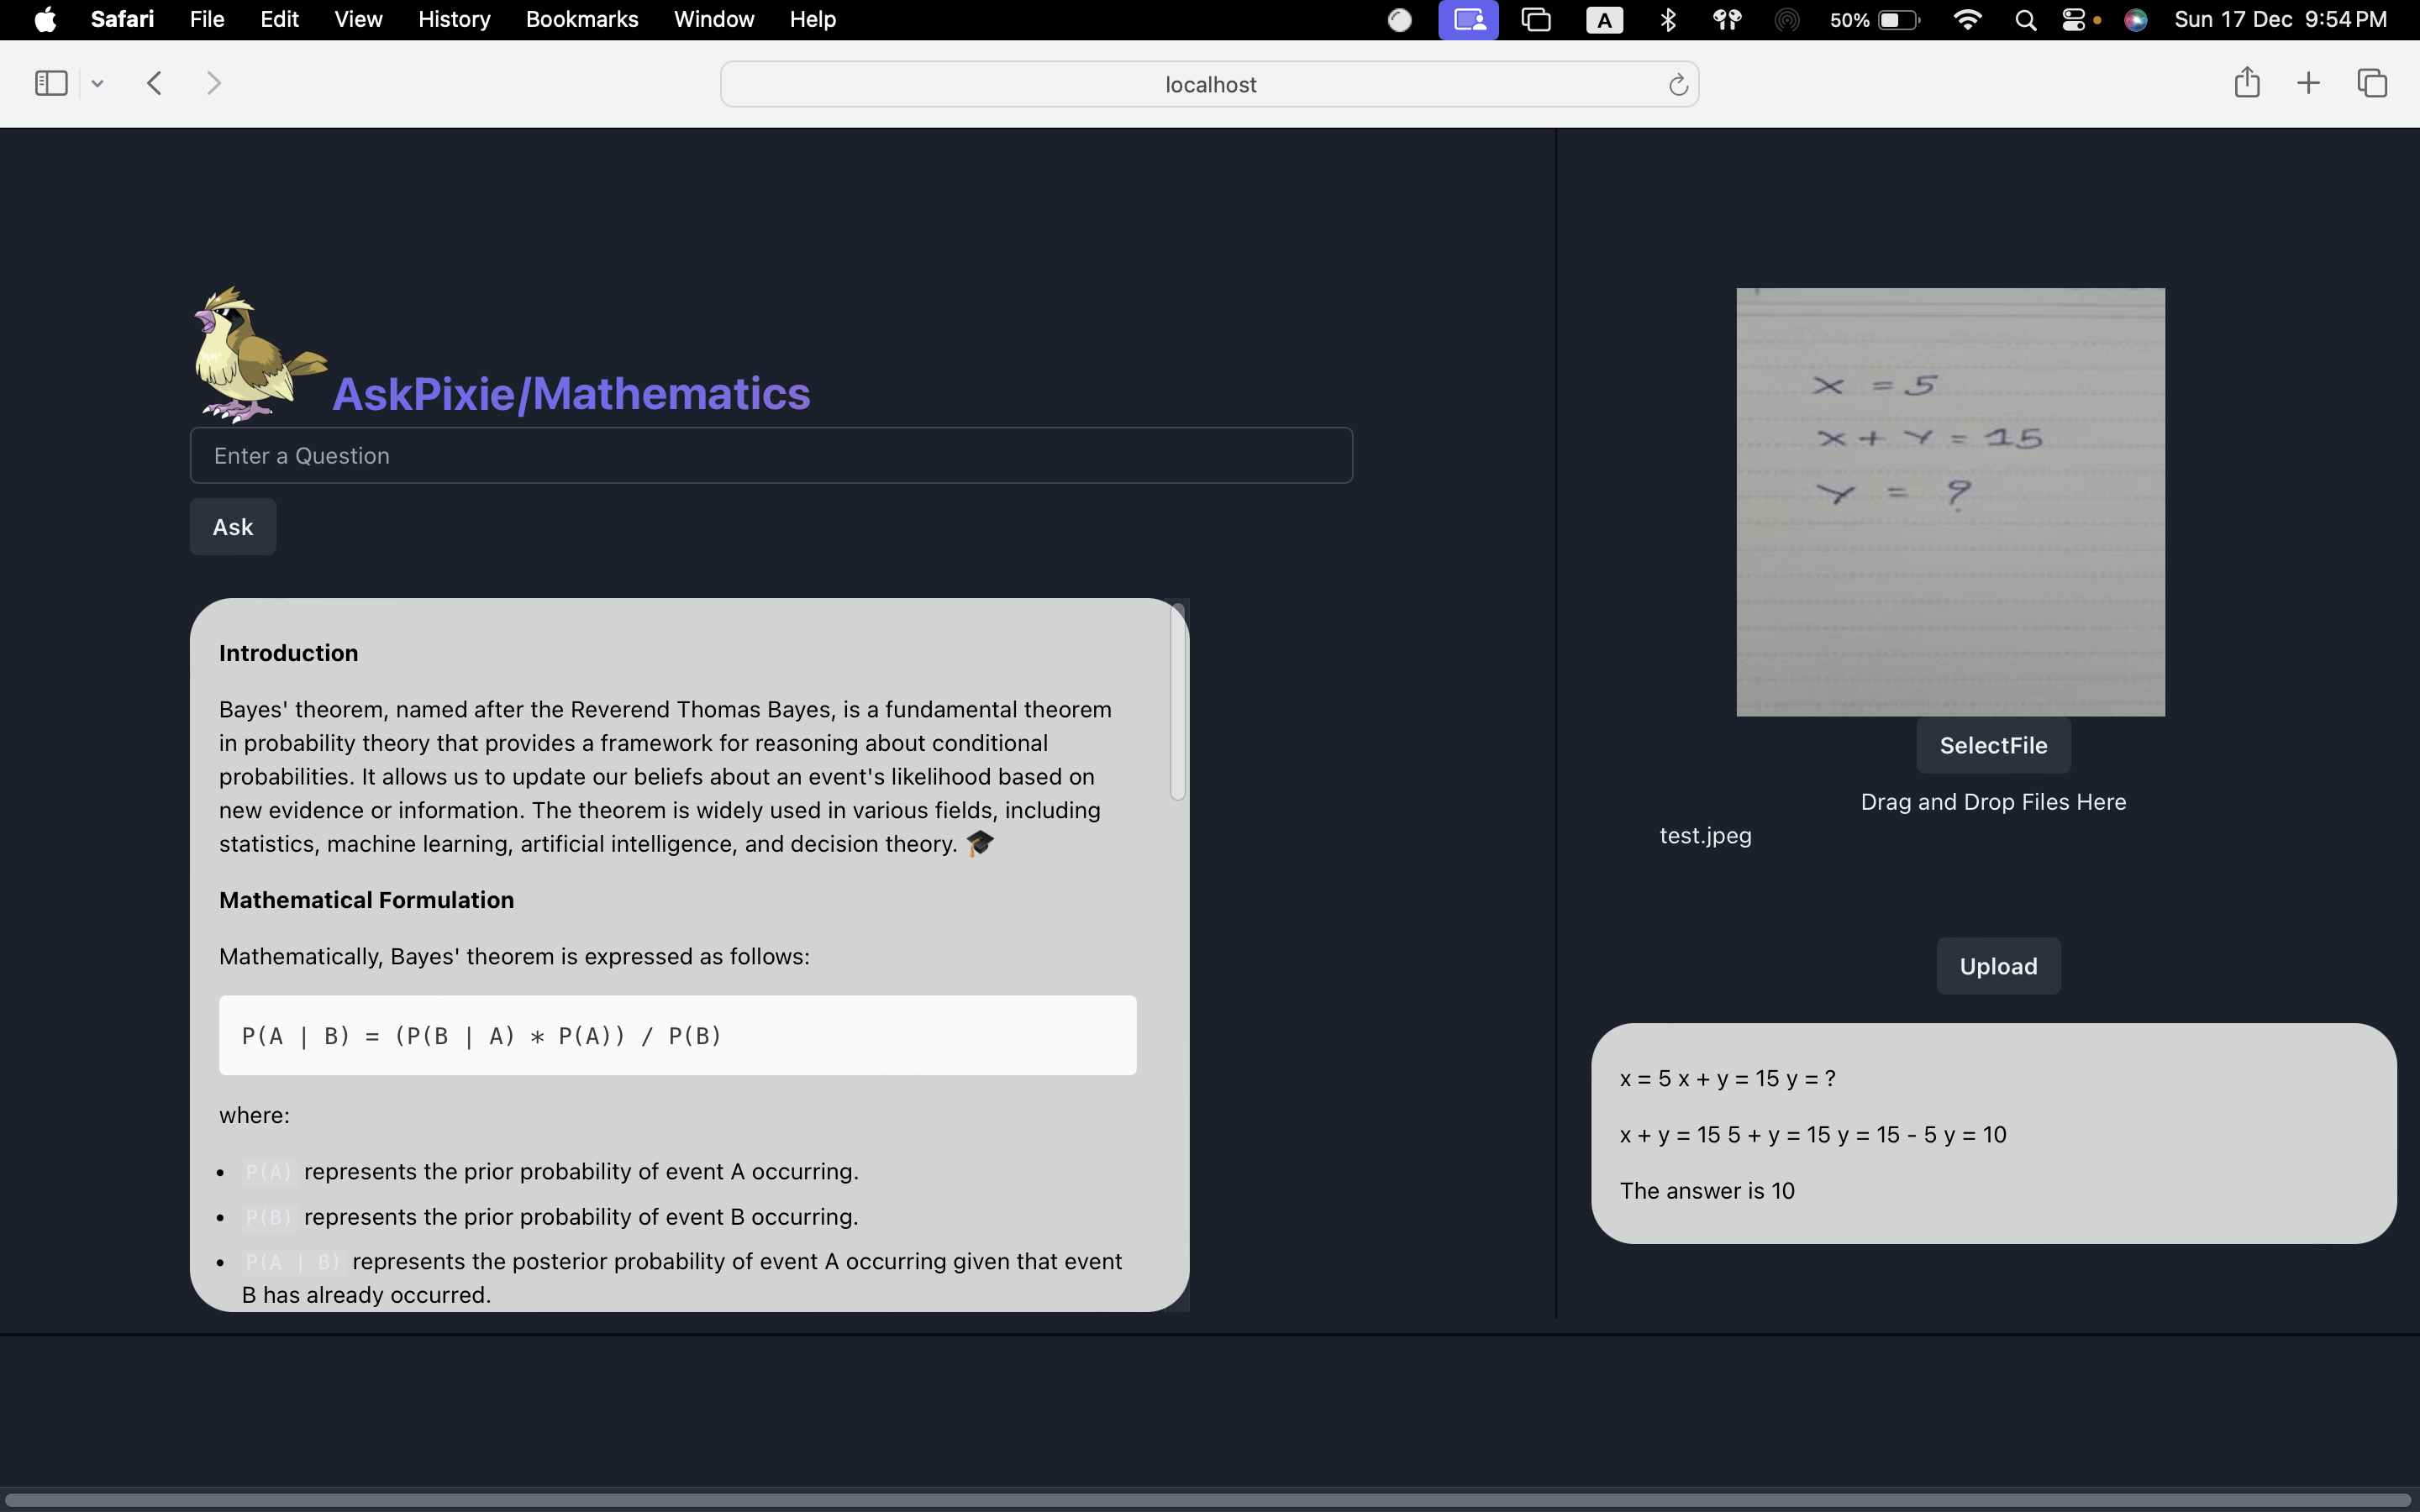 Safari File Edit View History Bookmarks Window Help A 50% Sun 17 Dec 9:54 PM
localhost
AskPixie/Mathematics
Enter a Question
Ask
Introduction
Bayes' theorem, named after the Reverend Thomas Bayes, is a fundamental theorem
in probability theory that provides a framework for reasoning about conditional
probabilities. It allows us to update our beliefs about an event's likelihood based on
new evidence or information. The theorem is widely used in various fields, including
statistics, machine learning, artificial intelligence, and decision theory. 🎓
Mathematical Formulation
Mathematically, Bayes' theorem is expressed as follows:
P(A | B) = (P(B | A) * P(A)) / P(B)
where:
• P(A) represents the prior probability of event A occurring.
• P(B) represents the prior probability of event B occurring.
• P(A | B) represents the posterior probability of event A occurring given that event
B has already occurred.
x = 5
x + y = 15
y = ?
SelectFile
Drag and Drop Files Here
test.jpeg
Upload
x = 5 x + y = 15 y = ?
x + y = 15 5 + y = 15 y = 15 - 5 y = 10
The answer is 10